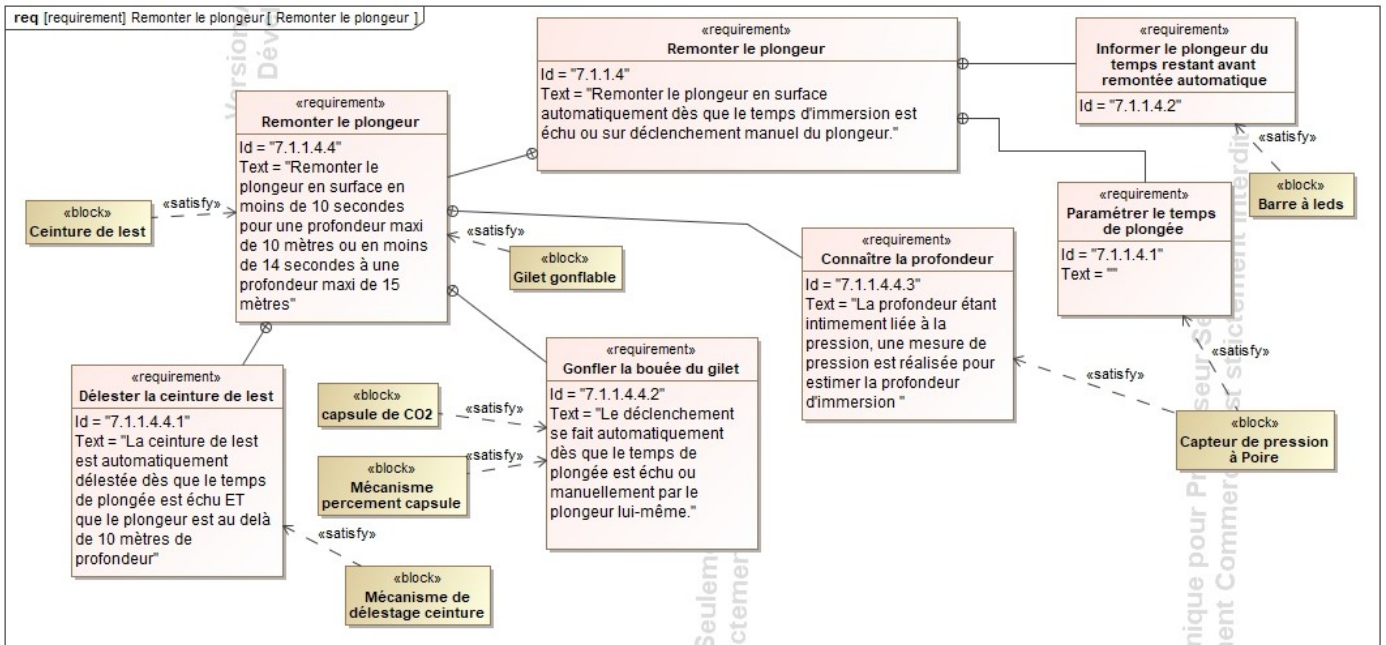 req [requirement] Remonter le plongeur [ Remonter le plongeur ]
«requirement»
Remonter le plongeur
Id = "7.1.1.4"
Text = "Remonter le plongeur en surface
automatiquement dès que le temps d'immersion est
échu ou sur déclenchement manuel du plongeur."
«requirement»
Informer le plongeur du
temps restant avant
remontée automatique
Id = "7.1.1.4.2"
«satisfy»
«block»
Barre à leds
«requirement»
Remonter le plongeur
Id = "7.1.1.4.4"
Text = "Remonter le
plongeur en surface en
moins de 10 secondes
pour une profondeur maxi
de 10 mètres ou en moins
de 14 secondes à une
profondeur maxi de 15
mètres"
«block»
Ceinture de lest
«satisfy»
«satisfy»
«block»
Gilet gonflable
«requirement»
Paramétrer le temps
de plongée
Id = "7.1.1.4.1"
Text = ""
«requirement»
Connaître la profondeur
Id = "7.1.1.4.4.3"
Text = "La profondeur étant
intimement liée à la
pression, une mesure de
pression est réalisée pour
estimer la profondeur
d'immersion "
«satisfy»
«satisfy»
«block»
Capteur de pression
à Poire
«requirement»
Délester la ceinture de lest
Id = "7.1.1.4.4.1"
Text = "La ceinture de lest
est automatiquement
délestée dès que le temps
de plongée est échu ET
que le plongeur est au delà
de 10 mètres de
profondeur"
«satisfy»
«block»
Mécanisme de
délestage ceinture
«block»
capsule de CO2
«satisfy»
«block»
Mécanisme
percement capsule
«satisfy»
«requirement»
Gonfler la bouée du gilet
Id = "7.1.1.4.4.2"
Text = "Le déclenchement
se fait automatiquement
dès que le temps de
plongée est échu ou
manuellement par le
plongeur lui-même."